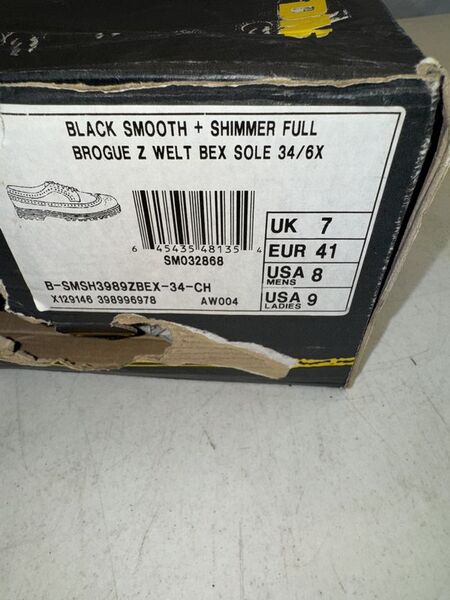 BLACK SMOOTH + SHIMMER FULL
BROGUE Z WELT BEX SOLE 34/6X
6 45435 48135 4
SM032868
UK 7
EUR 41
USA 8
MENS
USA 9
LADIES
B-SMSH3989ZBEX-34-CH
X129146 398996978 AW004